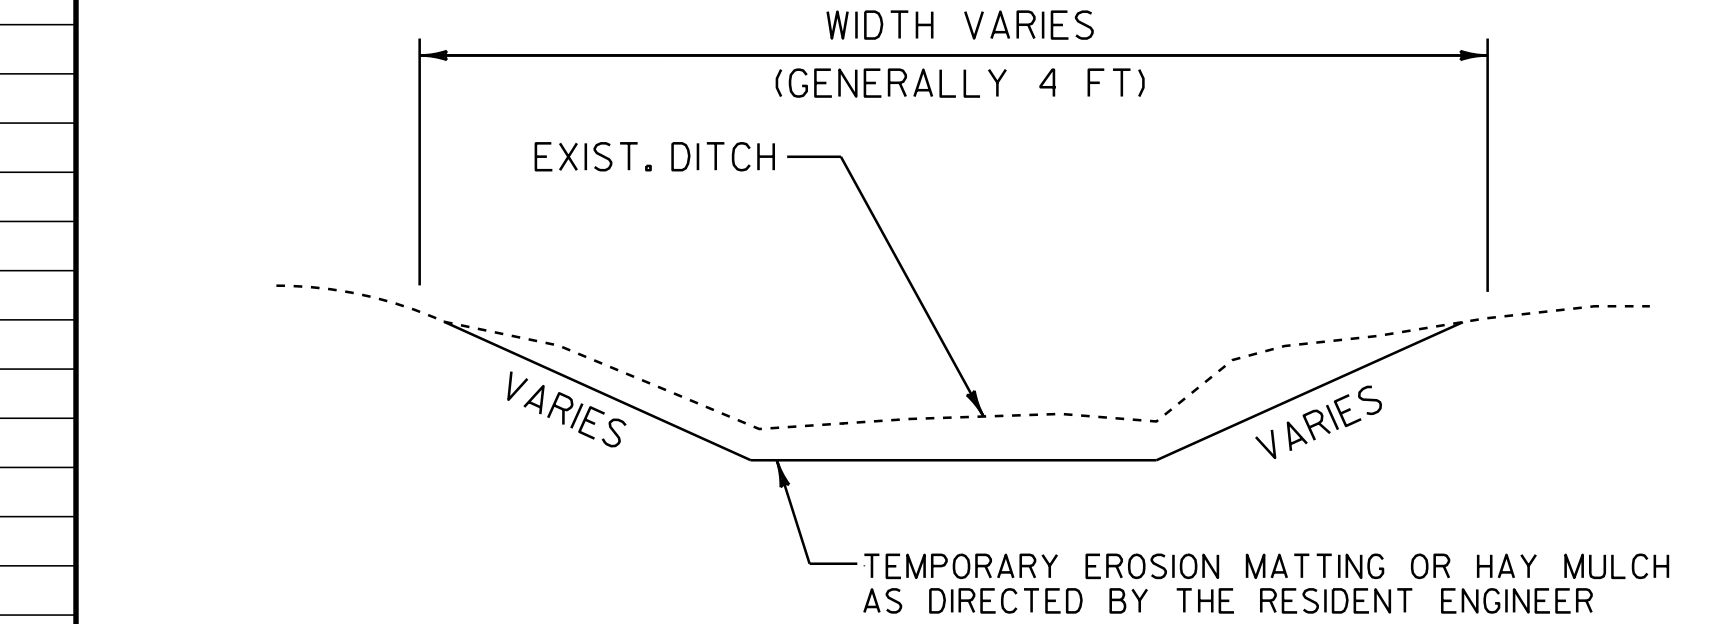 WIDTH VARIES
(GENERALLY 4 FT)
EXIST. DITCH
VARIES
VARIES
TEMPORARY EROSION MATTING OR HAY MULCH
AS DIRECTED BY THE RESIDENT ENGINEER